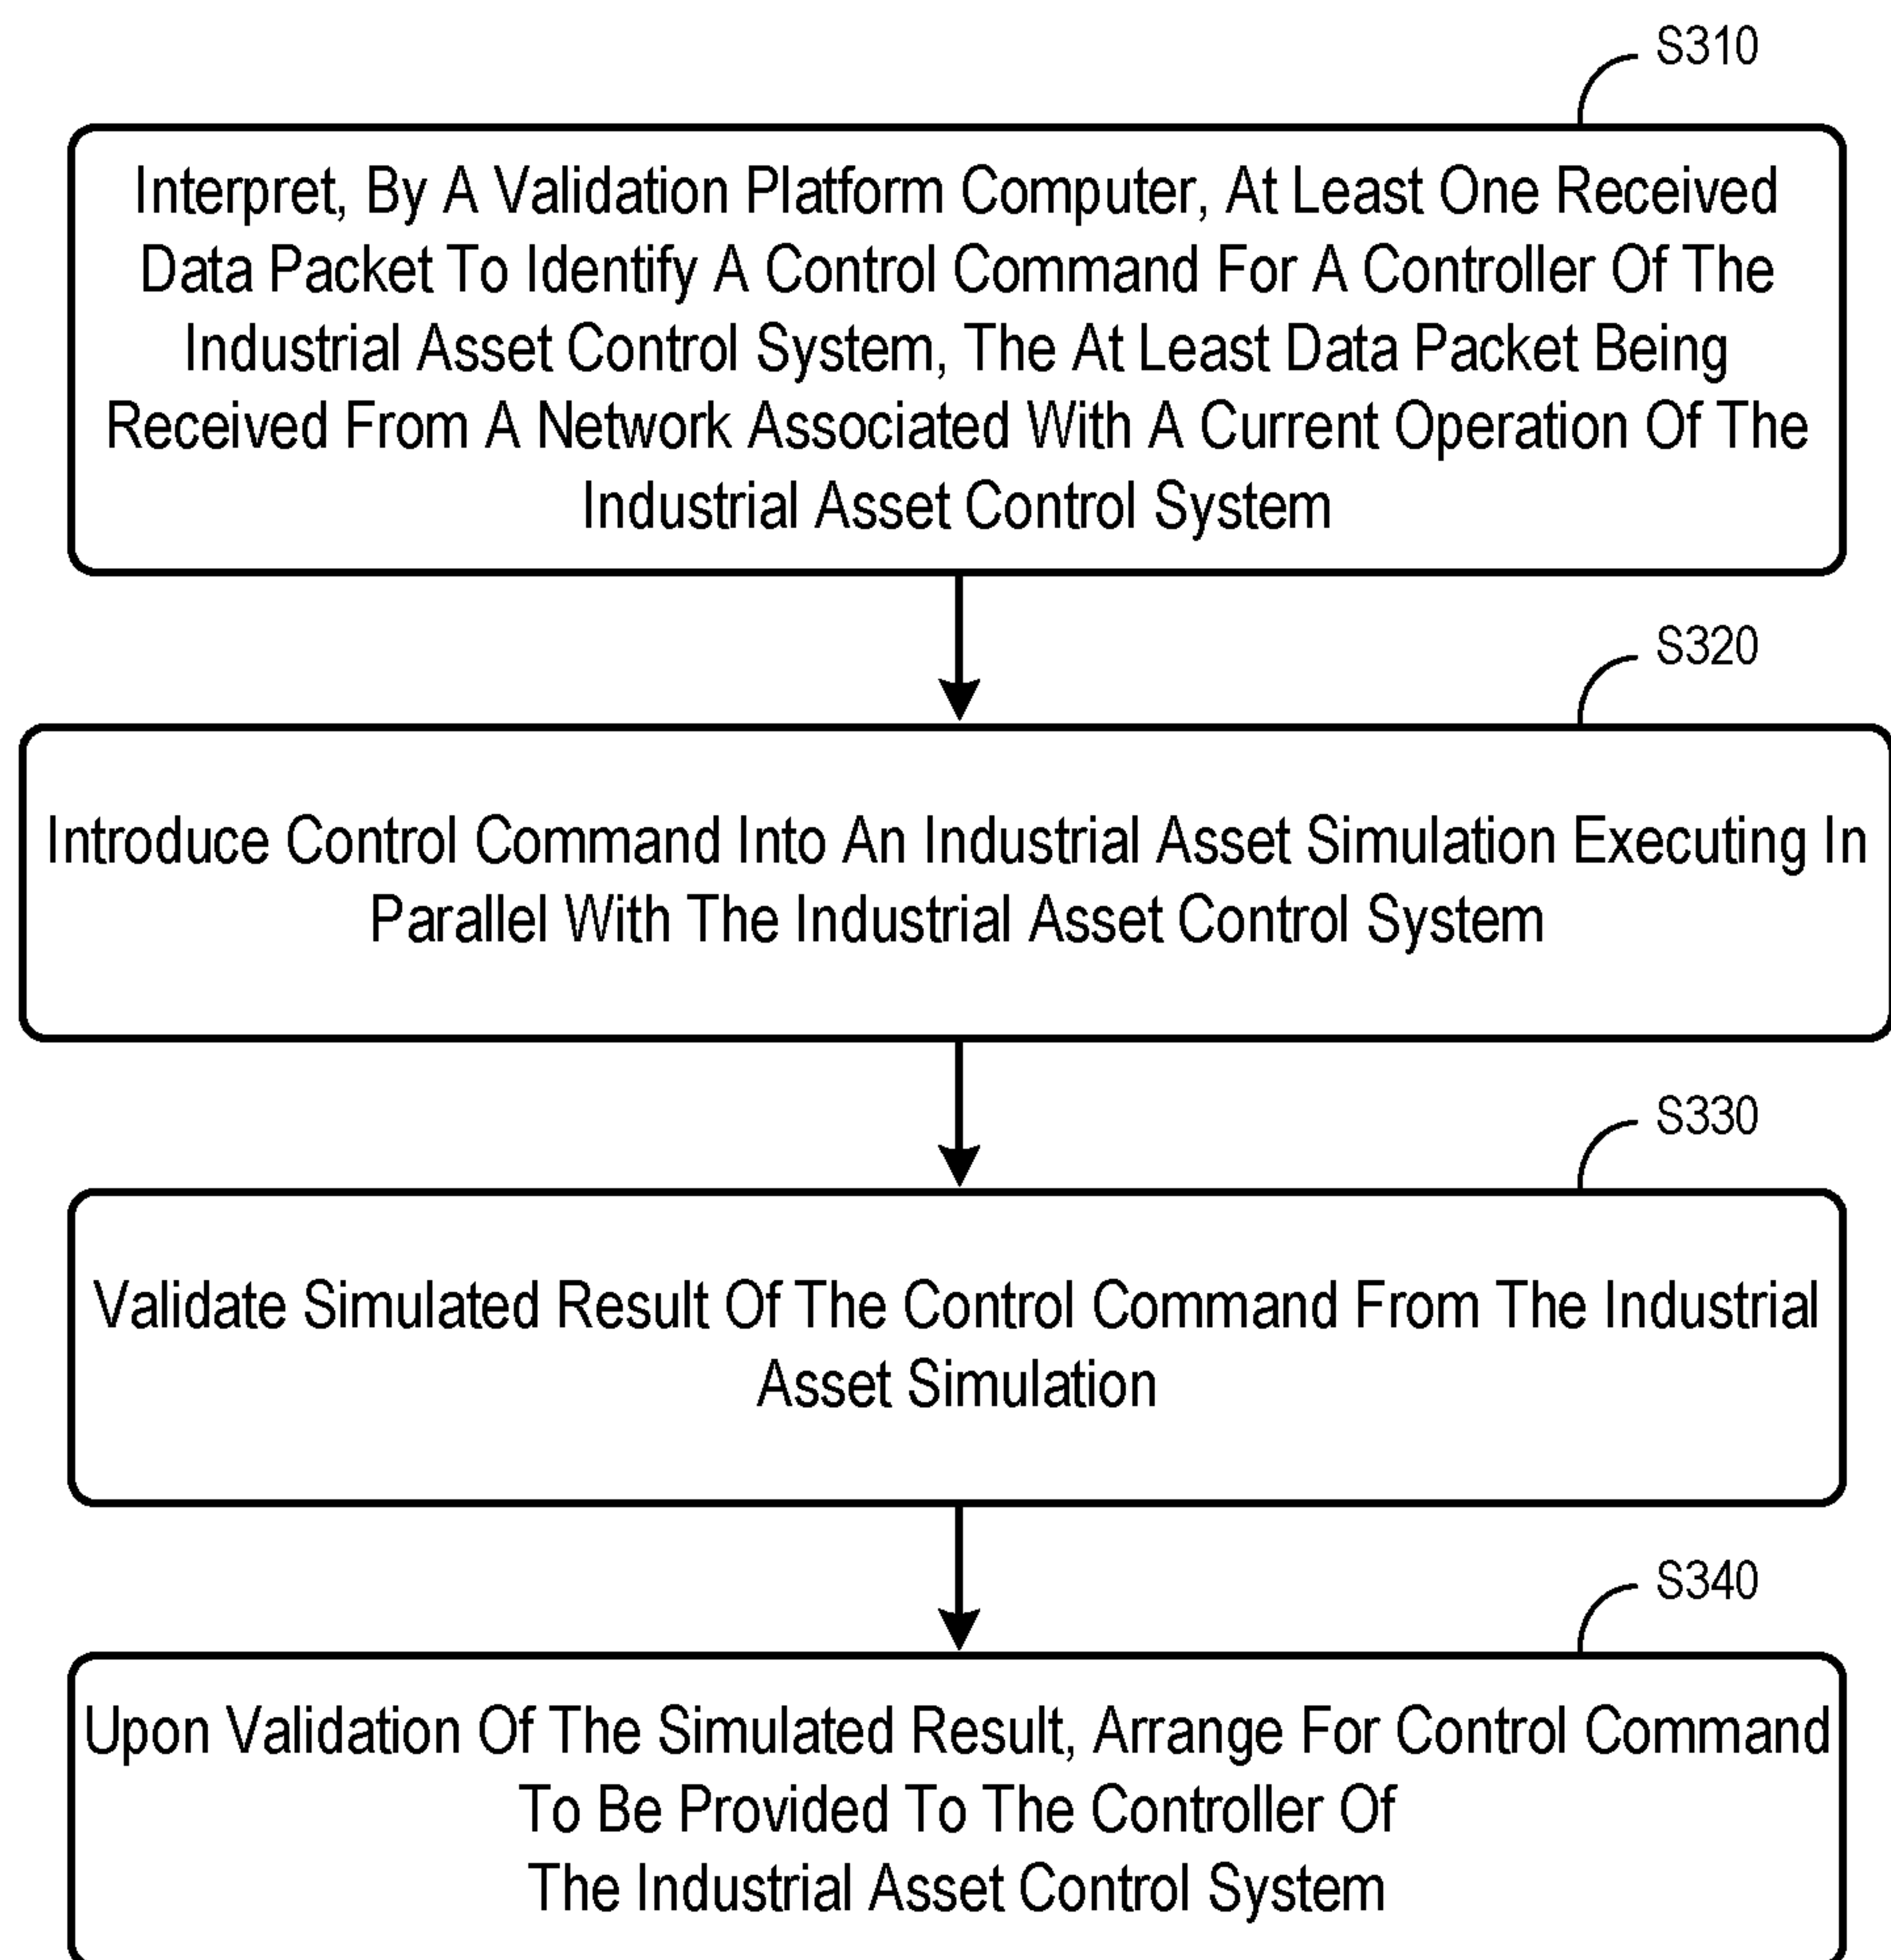 S310
Interpret, By A Validation Platform Computer, At Least One Received
Data Packet To Identify A Control Command For A Controller Of The
Industrial Asset Control System, The At Least Data Packet Being
Received From A Network Associated With A Current Operation Of The
Industrial Asset Control System
S320
Introduce Control Command Into An Industrial Asset Simulation Executing In
Parallel With The Industrial Asset Control System
S330
Validate Simulated Result Of The Control Command From The Industrial
Asset Simulation
S340
Upon Validation Of The Simulated Result, Arrange For Control Command
To Be Provided To The Controller Of
The Industrial Asset Control System